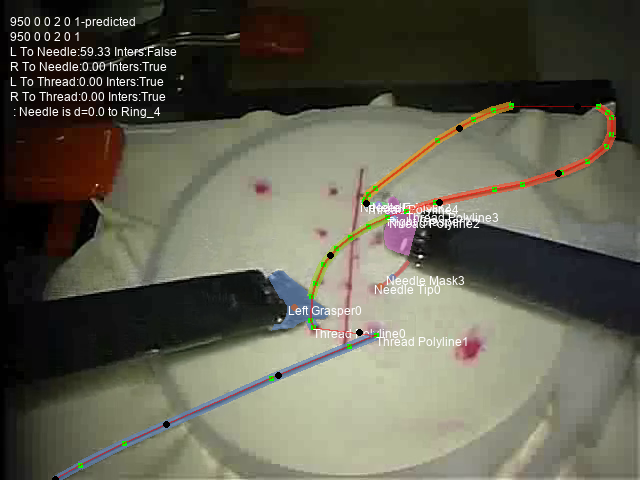 950 0 0 2 0 1-predicted
950 0 0 2 0 1
L To Needle:59.33 Inters:False
R To Needle:0.00 Inters:True
L To Thread:0.00 Inters:True
R To Thread:0.00 Inters:True
: Needle is d=0.0 to Ring_4
Thread Polyline3
Thread Polyline2
Needle Mask3
Needle Tip0
Left Grasper0
Thread Polyline0
Thread Polyline1